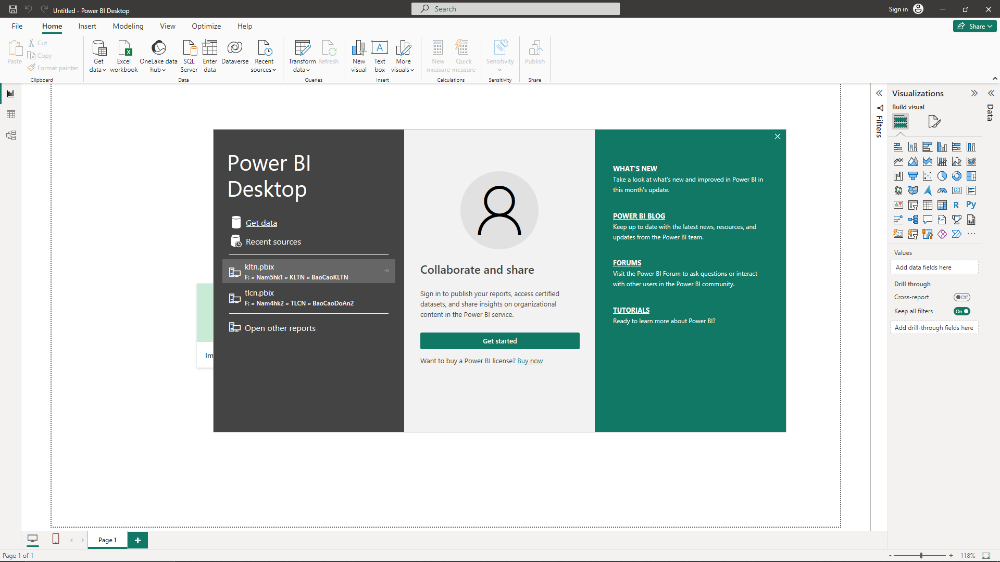 Untitled - Power BI Desktop
Search
Sign in
File
Home
Insert
Modeling
View
Optimize
Help
Share
Paste
Cut
Copy
Format painter
Clipboard
Get data
Excel workbook
OneLake data hub
SQL Server
Enter data
Dataverse
Recent sources
Data
Transform data
Refresh
Queries
New visual
A
Text box
More visuals
Insert
New measure
Quick measure
Calculations
Sensitivity
Sensitivity
Publish
Share
Power BI
Desktop
Get data
Recent sources
kltn.pbix
F: » Nam5hk1 » KLTN » BaoCaoKLTN
tlcn.pbix
F: » Nam4hk2 » TLCN » BaoCaoDoAn2
Open other reports
Im
Collaborate and share
Sign in to publish your reports, access certified
datasets, and share insights on organizational
content in the Power BI service.
Get started
Want to buy a Power BI license? Buy now
WHAT'S NEW
Take a look at what's new and improved in Power BI in
this month's update.
POWER BI BLOG
Keep up to date with the latest news, resources, and
updates from the Power BI team.
FORUMS
Visit the Power BI Forum to ask questions or interact
with other users in the Power BI community.
TUTORIALS
Ready to learn more about Power BI?
Filters
Visualizations
Build visual
123
R
Py
123
Values
Add data fields here
Drill through
Cross-report
Off
Keep all filters
On
Add drill-through fields here
Data
Page 1
Page 1 of 1
- + 118%